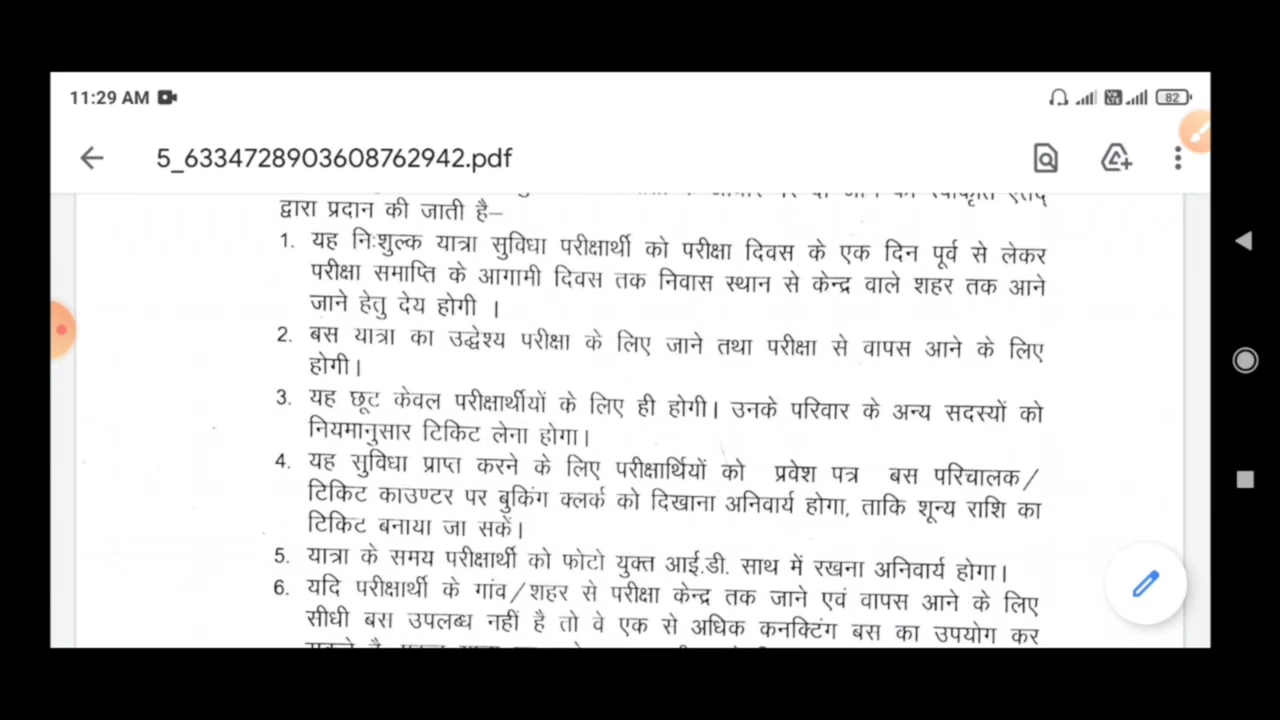 11:29 AM
Vo LTE
82
5_6334728903608762942.pdf
द्वारा प्रदान की जाती है–
1. यह निःशुल्क यात्रा सुविधा परीक्षार्थी को परीक्षा दिवस के एक दिन पूर्व से लेकर
परीक्षा समाप्ति के आगामी दिवस तक निवास स्थान से केन्द्र वाले शहर तक आने
जाने हेतु देय होगी ।
2. बस यात्रा का उद्धेश्य परीक्षा के लिए जाने तथा परीक्षा से वापस आने के लिए
होगी।
3. यह छूट केवल परीक्षार्थीयों के लिए ही होगी। उनके परिवार के अन्य सदस्यों को
नियमानुसार टिकिट लेना होगा।
4. यह सुविधा प्राप्त करने के लिए परीक्षार्थियों को प्रवेश पत्र बस परिचालक/
टिकिट काउण्टर पर बुकिंग क्लर्क को दिखाना अनिवार्य होगा, ताकि शून्य राशि का
टिकिट बनाया जा सकें।
5. यात्रा के समय परीक्षार्थी को फोटो युक्त आई.डी. साथ में रखना अनिवार्य होगा।
6. यदि परीक्षार्थी के गांव/शहर से परीक्षा केन्द्र तक जाने एवं वापस आने के लिए
सीधी बस उपलब्ध नहीं है तो वे एक से अधिक कनक्टिंग बस का उपयोग कर